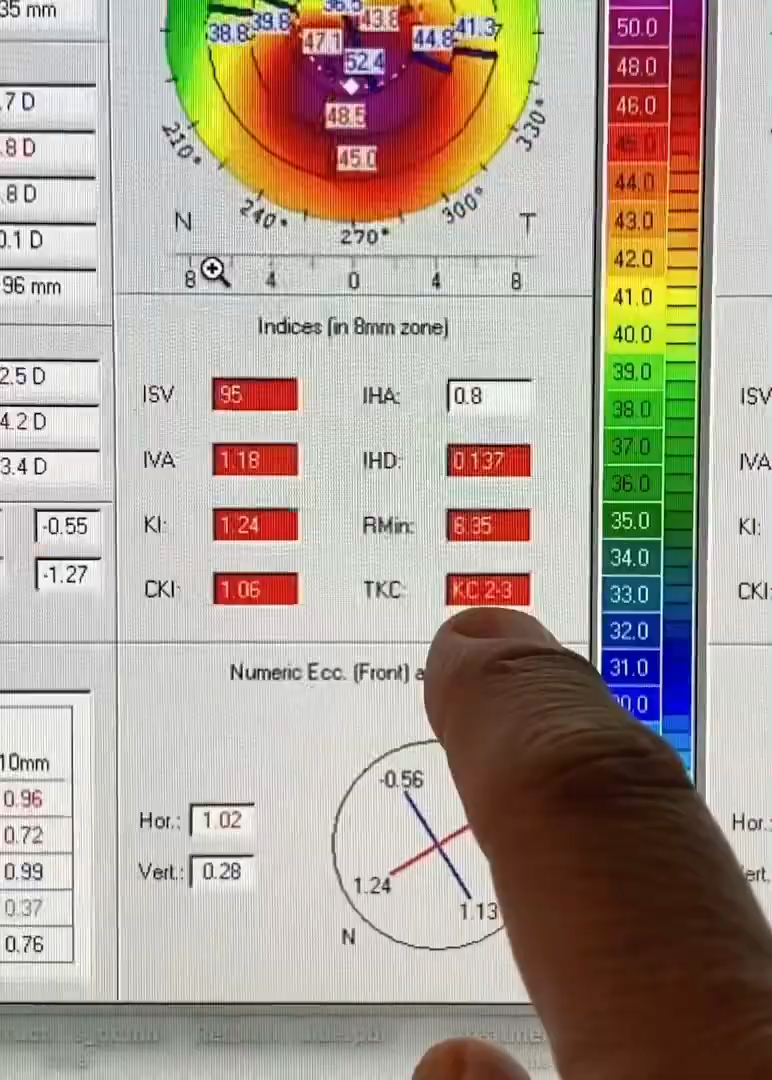 35 mm
.7 D
.8 D
.8 D
0.1 D
96 mm
2.5 D
4.2 D
3.4 D
-0.55
-1.27
10mm
0.96
0.72
0.99
0.37
0.76
36.5
43.8
38.8
39.8
47.1
44.8
41.3
52.4
48.5
45.0
210°
240°
270°
300°
330°
N
T
8 4 0 4 8
Indices (in 8mm zone)
ISV 95 IHA: 0.8
IVA 1.18 IHD: 0.137
KI: 1.24 RMin: 6.35
CKI: 1.06 TKC: KC 2-3
Numeric Ecc. (Front) a
Hor.: 1.02
Vert.: 0.28
-0.56
1.24
1.13
N
50.0
48.0
46.0
45.0
44.0
43.0
42.0
41.0
40.0
39.0
38.0
37.0
36.0
35.0
34.0
33.0
32.0
31.0
ISV
IVA
KI:
CKI
Hor.:
ert.